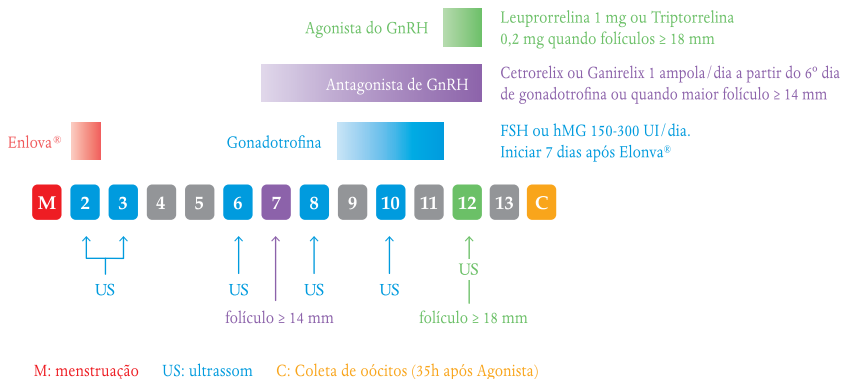 Agonista do GnRH
Leuprorrelina 1 mg ou Triptorrelina
0,2 mg quando folículos ≥ 18 mm
Antagonista de GnRH
Cetrorelix ou Ganirelix 1 ampola/dia a partir do 6º dia
de gonadotrofina ou quando maior folículo ≥ 14 mm
Enlova®
Gonadotrofina
FSH ou hMG 150-300 UI/dia.
Iniciar 7 dias após Elonva®
M 2 3 4 5 6 7 8 9 10 11 12 13 C
US
US
US
US
US
folículo ≥ 14 mm
folículo ≥ 18 mm
M: menstruação US: ultrassom C: Coleta de oócitos (35h após Agonista)